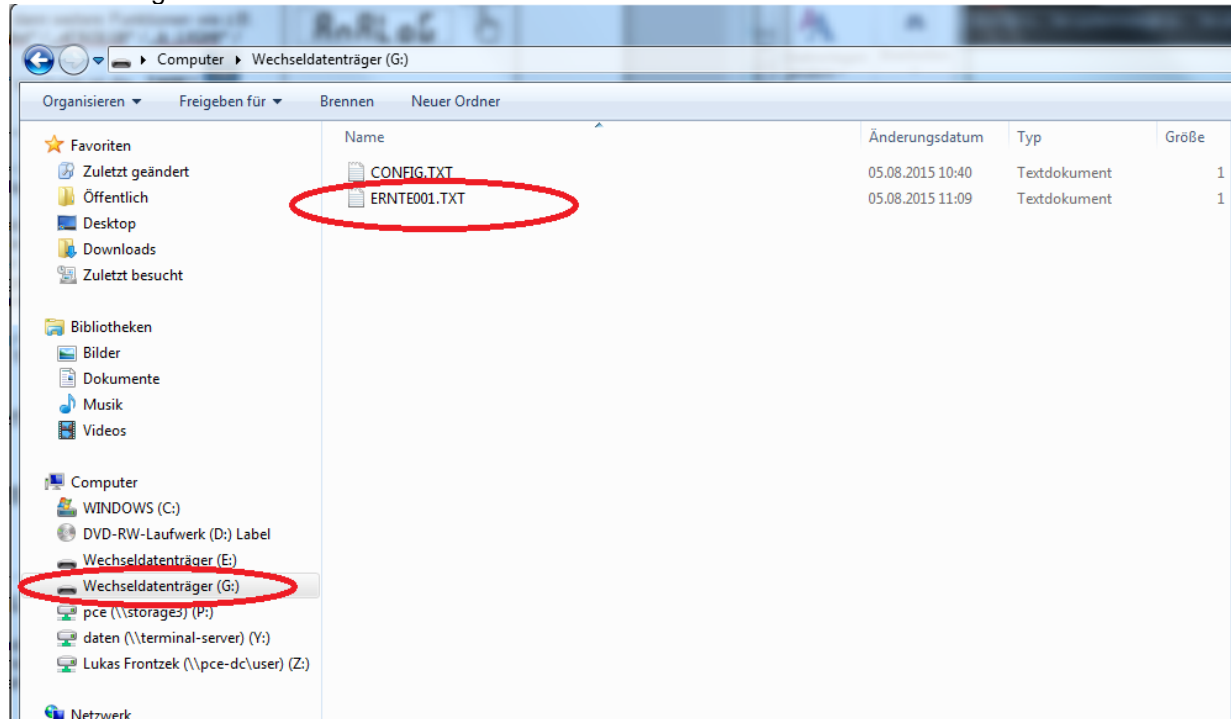 Computer ▸ Wechseldatenträger (G:)
Organisieren Freigeben für Brennen Neuer Ordner
Favoriten
Zuletzt geändert
Öffentlich
Desktop
Downloads
Zuletzt besucht
Bibliotheken
Bilder
Dokumente
Musik
Videos
Computer
WINDOWS (C:)
DVD-RW-Laufwerk (D:) Label
Wechseldatenträger (E:)
Wechseldatenträger (G:)
pce (\\storage3) (P:)
daten (\\terminal-server) (Y:)
Lukas Frontzek (\\pce-dc\user) (Z:)
Netzwerk
Name Änderungsdatum Typ Größe
CONFIG.TXT 05.08.2015 10:40 Textdokument 1
ERNTE001.TXT 05.08.2015 11:09 Textdokument 1